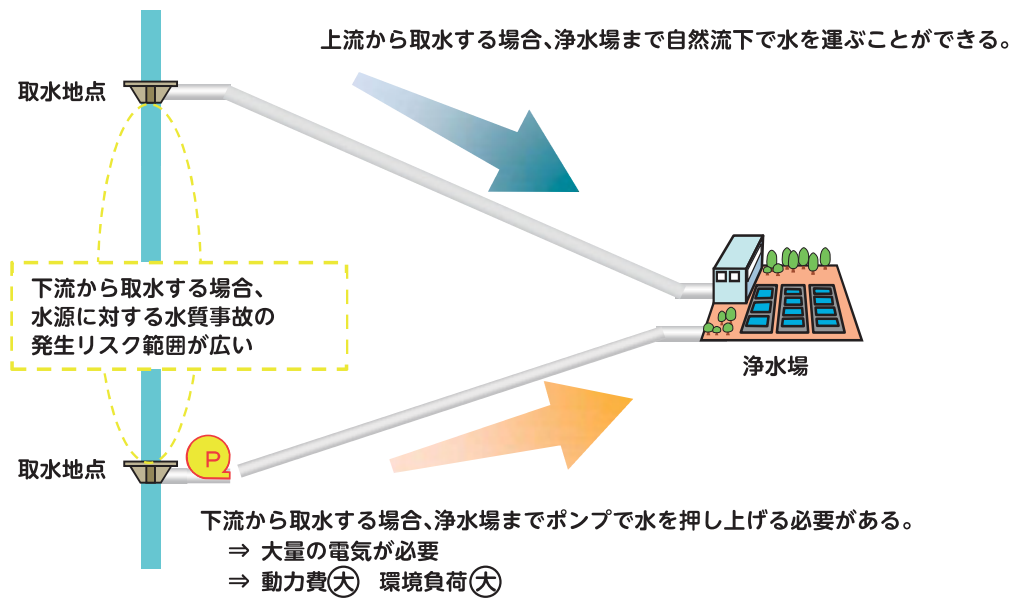 上流から取水する場合、浄水場まで自然流下で水を運ぶことができる。
取水地点
下流から取水する場合、
水源に対する水質事故の
発生リスク範囲が広い
浄水場
P
取水地点
下流から取水する場合、浄水場までポンプで水を押し上げる必要がある。
⇒ 大量の電気が必要
⇒ 動力費大 環境負荷大